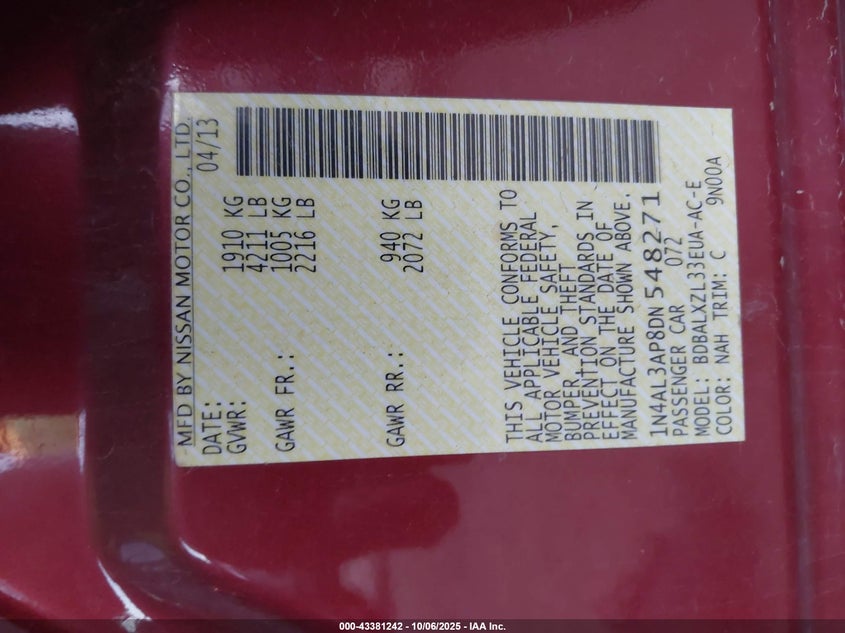 MFD BY NISSAN MOTOR CO., LTD.
DATE: 04/13
GVWR: 1910 KG
4211 LB
GAWR FR.: 1005 KG
2216 LB
GAWR RR.: 940 KG
2072 LB
THIS VEHICLE CONFORMS TO
ALL APPLICABLE FEDERAL
MOTOR VEHICLE SAFETY,
BUMPER, AND THEFT
PREVENTION STANDARDS IN
EFFECT ON THE DATE OF
MANUFACTURE SHOWN ABOVE.
1N4AL3AP8DN548271
PASSENGER CAR 072
MODEL: BDBALXZL33EUA-AC-E
COLOR: NAH TRIM: C 9N00A
000-43381242 - 10/06/2025 - IAA Inc.